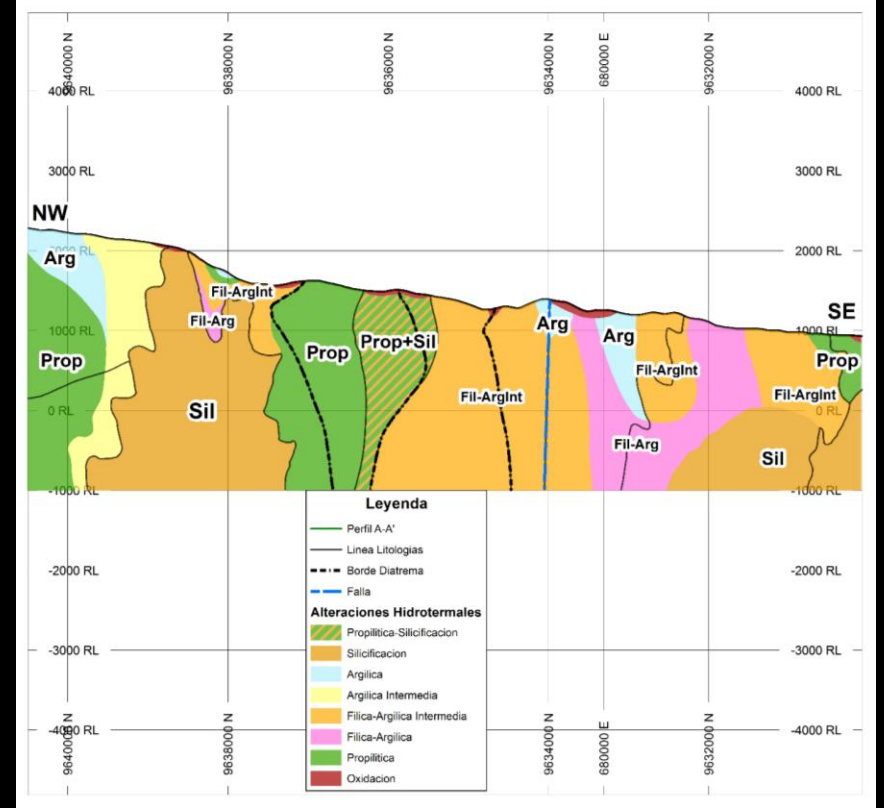 9640000 N
9638000 N
9636000 N
9634000 N
680000 E
9632000 N
4000 RL
4000 RL
3000 RL
3000 RL
NW
2000 RL
2000 RL
Arg
Fil-ArgInt
Fil-Arg
1000 RL
SE
1000 RL
Arg
Arg
Prop
Prop
Prop+Sil
Prop
Fil-ArgInt
Fil-ArgInt
Fil-ArgInt
0 RL
Sil
0 RL
Fil-Arg
Sil
-1000 RL
-1000 RL
Leyenda
Perfil A-A'
Linea Litologias
Borde Diatrema
Falla
Alteraciones Hidrotermales
Propilitica-Silicificacion
Silicificacion
Argilica
Argilica Intermedia
Filica-Argilica Intermedia
Filica-Argilica
Propilitica
Oxidacion
-2000 RL
-2000 RL
-3000 RL
-3000 RL
-4000 RL
-4000 RL
9640000 N
9638000 N
9634000 N
680000 E
9632000 N